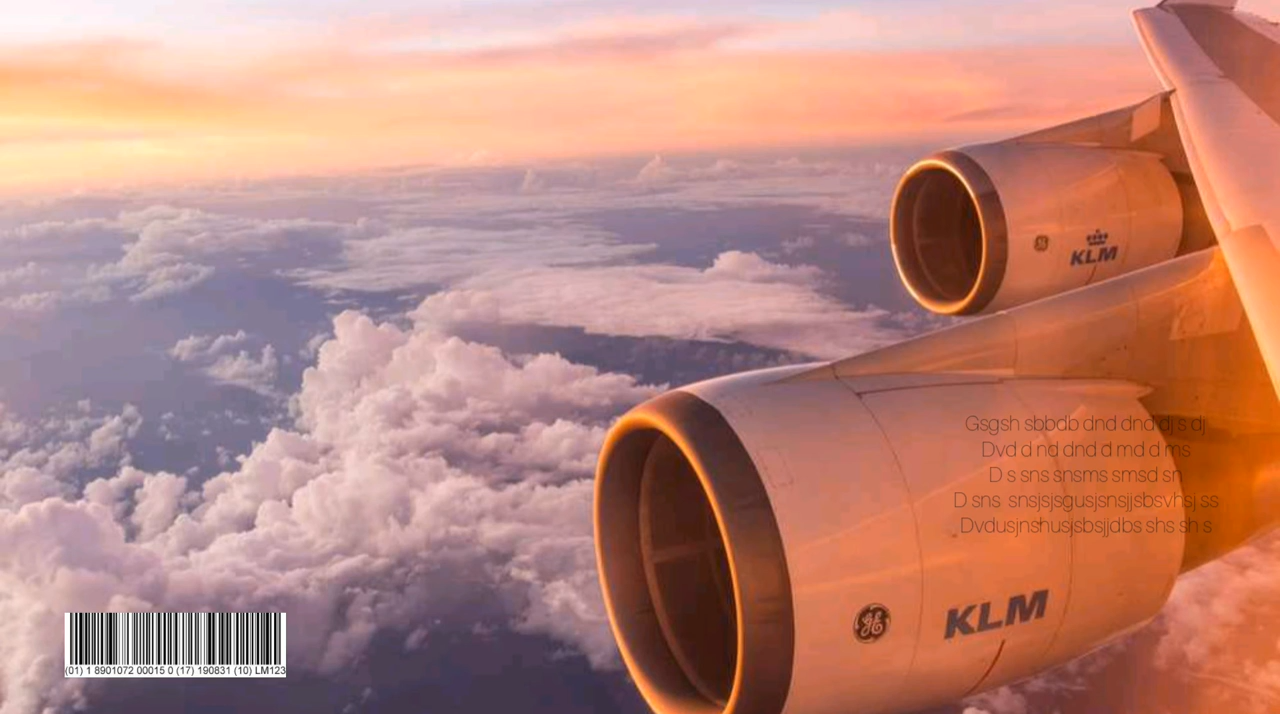 KLM
Gsgsh sbbdb dnd dnd dj s dj
Dvd d nd dnd d md d ms
D s sns snsms smsd sn
D sns snsjsjsgusjsnsjjsbsvhsj ss
Dvdusjnshusjsbsjjdbs shs sh s
GE KLM
(01) 1 8901072 00015 0 (17) 190831 (10) LM123